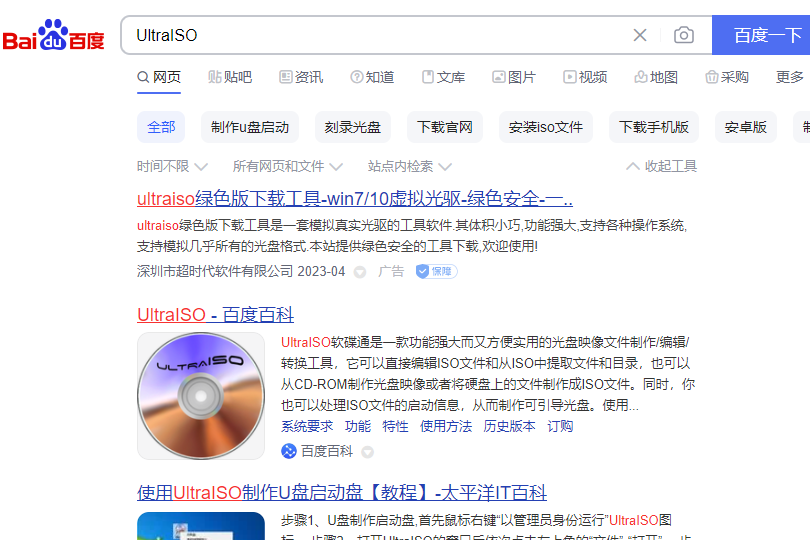 Bai du 百度
UltraISO
百度一下
网页 贴吧 资讯 知道 文库 图片 视频 地图 采购 更多
全部 制作u盘启动 刻录光盘 下载官网 安装iso文件 下载手机版 安卓版
时间不限 所有网页和文件 站点内检索 收起工具
ultraiso绿色版下载工具-win7/10虚拟光驱-绿色安全-一..
ultraiso绿色版下载工具是一套模拟真实光驱的工具软件.其体积小巧,功能强大,支持各种操作系统,
支持模拟几乎所有的光盘格式.本站提供绿色安全的工具下载,欢迎使用!
深圳市超时代软件有限公司 2023-04 广告 保障
UltraISO - 百度百科
ULTRAISO
UltraISO软碟通是一款功能强大而又方便实用的光盘映像文件制作/编辑/
转换工具，它可以直接编辑ISO文件和从ISO中提取文件和目录，也可以
从CD-ROM制作光盘映像或者将硬盘上的文件制作成ISO文件。同时，你
也可以处理ISO文件的启动信息，从而制作可引导光盘。使用...
系统要求 功能 特性 使用方法 历史版本 订购
百度百科
使用UltraISO制作U盘启动盘【教程】-太平洋IT百科
步骤1、U盘制作启动盘,首先鼠标右键“以管理员身份运行”UltraISO图